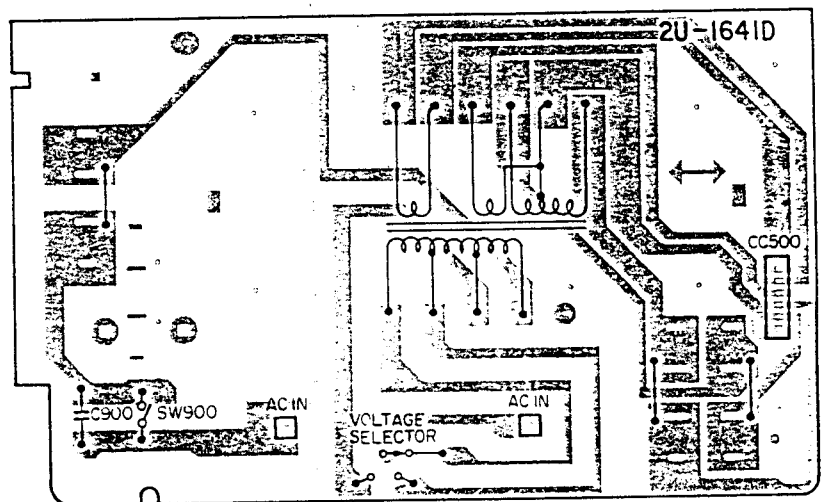 2U-1641D
CC500
C900
SW900
AC IN
VOLTAGE
SELECTOR
AC IN